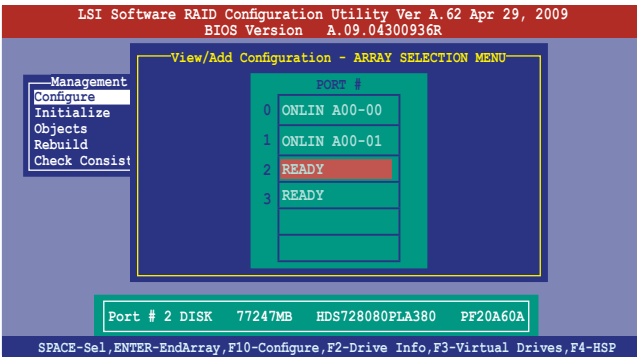 LSI Software RAID Configuration Utility Ver A.62 Apr 29, 2009
BIOS Version A.09.04300936R
View/Add Configuration - ARRAY SELECTION MENU
Management
Configure
Initialize
Objects
Rebuild
Check Consist
PORT #
0 ONLIN A00-00
1 ONLIN A00-01
2 READY
3 READY
Port # 2 DISK 77247MB HDS728080PLA380 PF20A60A
SPACE-Sel,ENTER-EndArray,F10-Configure,F2-Drive Info,F3-Virtual Drives,F4-HSP